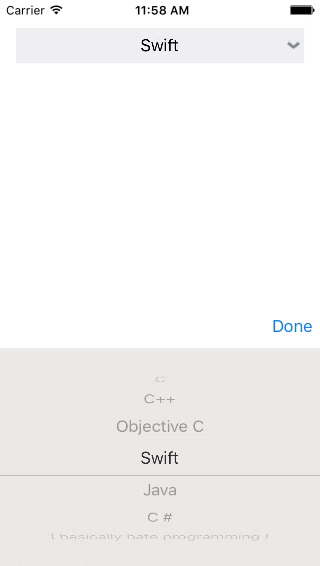 Carrier
11:58 AM
Swift
Done
C
C++
Objective C
Swift
Java
C #
I basically hate programming !